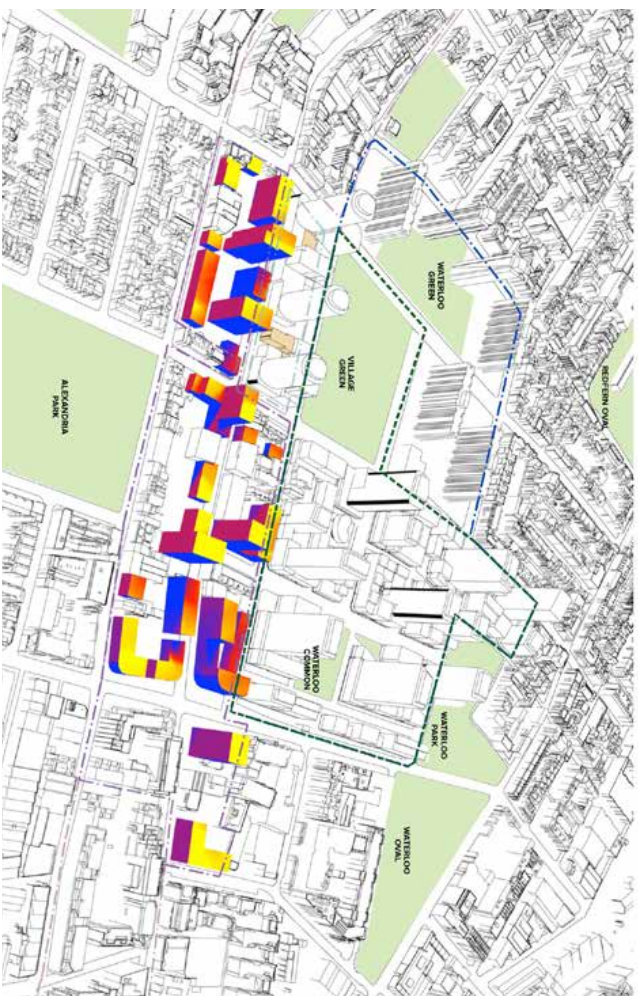 REDFERN OVAL
WATERLOO
GREEN
VILLAGE
GREEN
ALEXANDRIA
PARK
WATERLOO
COMMON
WATERLOO
PARK
WATERLOO
OVAL